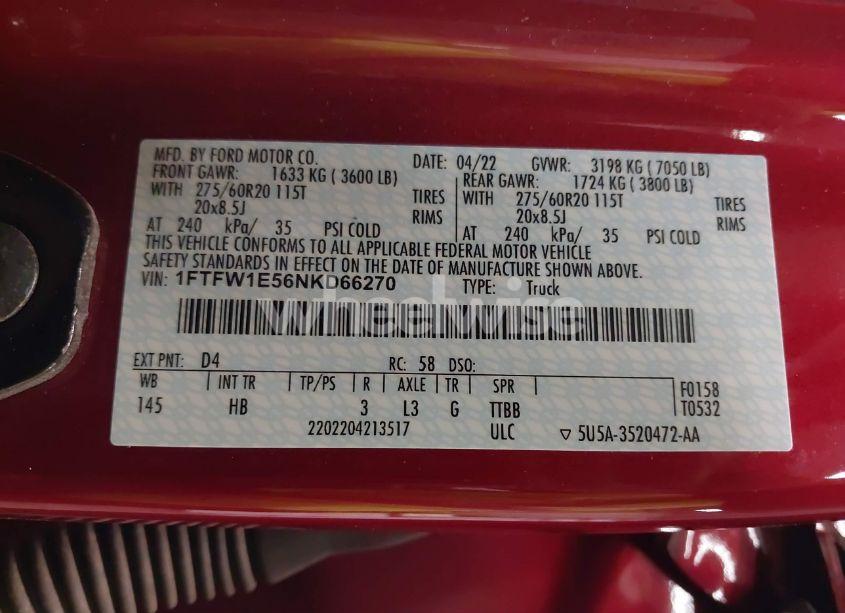 MFD. BY FORD MOTOR CO. DATE: 04/22 GVWR: 3198 KG ( 7050 LB)
FRONT GAWR: 1633 KG ( 3600 LB) REAR GAWR: 1724 KG ( 3800 LB)
WITH 275/60R20 115T TIRES WITH 275/60R20 115T TIRES
20x8.5J RIMS 20x8.5J RIMS
AT 240 kPa/ 35 PSI COLD AT 240 kPa/ 35 PSI COLD
THIS VEHICLE CONFORMS TO ALL APPLICABLE FEDERAL MOTOR VEHICLE
SAFETY STANDARDS IN EFFECT ON THE DATE OF MANUFACTURE SHOWN ABOVE.
VIN: 1FTFW1E56NKD66270 TYPE: Truck
wheelwise
EXT PNT: D4 RC: 58 DSO:
WB INT TR TP/PS R AXLE TR SPR F0158
145 HB 3 L3 G TTBB T0532
2202204213517 ULC ▽ 5U5A-3520472-AA